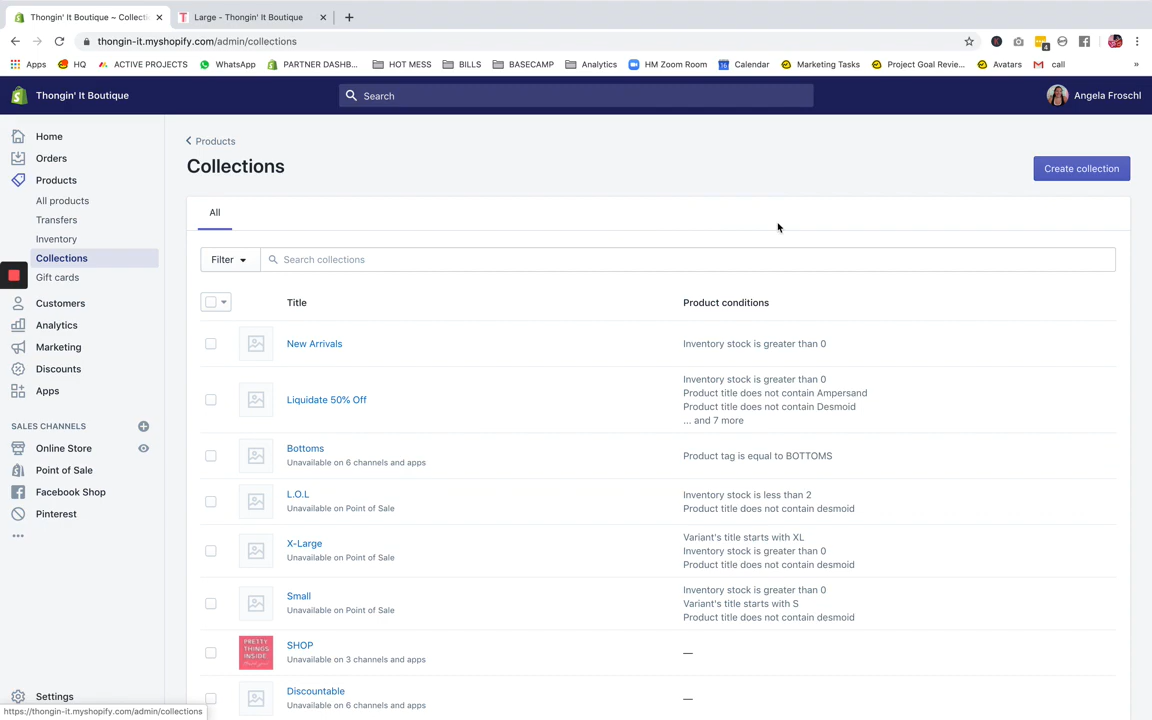 Thongin' It Boutique ~ Collecti
Large - Thongin' It Boutique
thongin-it.myshopify.com/admin/collections
Apps
HQ
ACTIVE PROJECTS
WhatsApp
PARTNER DASHB...
HOT MESS
BILLS
BASECAMP
Analytics
HM Zoom Room
Calendar
Marketing Tasks
Project Goal Revie...
Avatars
call
»
Thongin' It Boutique
Search
Angela Froschl
Home
Orders
Products
All products
Transfers
Inventory
Collections
Gift cards
Customers
Analytics
Marketing
Discounts
Apps
SALES CHANNELS
Online Store
Point of Sale
Facebook Shop
Pinterest
Settings
https://thongin-it.myshopify.com/admin/collections
Products
Collections
Create collection
All
Filter
Search collections
Title
Product conditions
New Arrivals
Inventory stock is greater than 0
Liquidate 50% Off
Inventory stock is greater than 0
Product title does not contain Ampersand
Product title does not contain Desmoid
... and 7 more
Bottoms
Unavailable on 6 channels and apps
Product tag is equal to BOTTOMS
L.O.L
Unavailable on Point of Sale
Inventory stock is less than 2
Product title does not contain desmoid
X-Large
Unavailable on Point of Sale
Variant's title starts with XL
Inventory stock is greater than 0
Product title does not contain desmoid
Small
Unavailable on Point of Sale
Inventory stock is greater than 0
Variant's title starts with S
Product title does not contain desmoid
PRETTY
THINGS
INSIDE
SHOP
Unavailable on 3 channels and apps
—
Discountable
Unavailable on 6 channels and apps
—